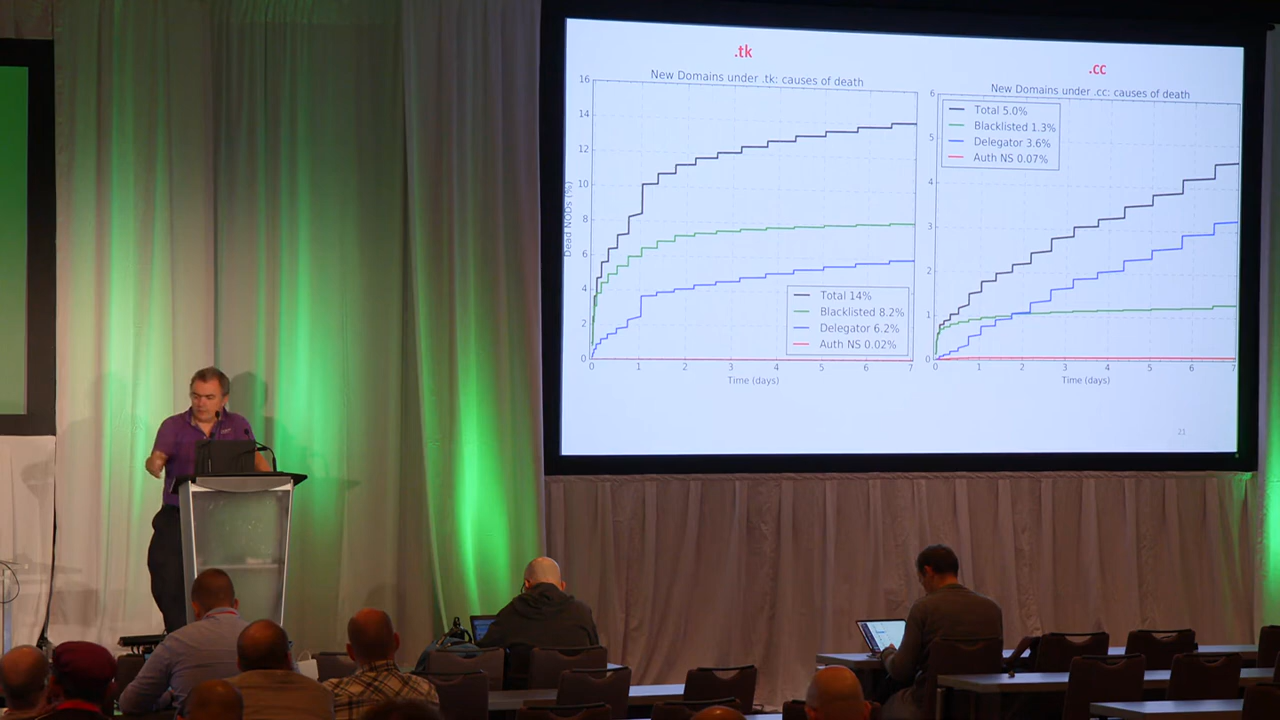 .tk
New Domains under .tk: causes of death
16
14
12
10
8
6
4
2
0
Dead NODs (%)
Total 14%
Blacklisted 8.2%
Delegator 6.2%
Auth NS 0.02%
0 1 2 3 4 5 6 7
Time (days)
.cc
New Domains under .cc: causes of death
6
5
4
3
2
1
0
Total 5.0%
Blacklisted 1.3%
Delegator 3.6%
Auth NS 0.07%
0 1 2 3 4 5 6 7
Time (days)
21